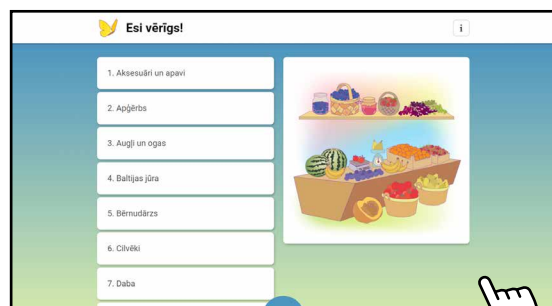 Esi vērīgs!
i
1. Aksesuāri un apavi
2. Apģērbs
3. Augļi un ogas
4. Baltijas jūra
5. Bērnudārzs
6. Cilvēki
7. Daba